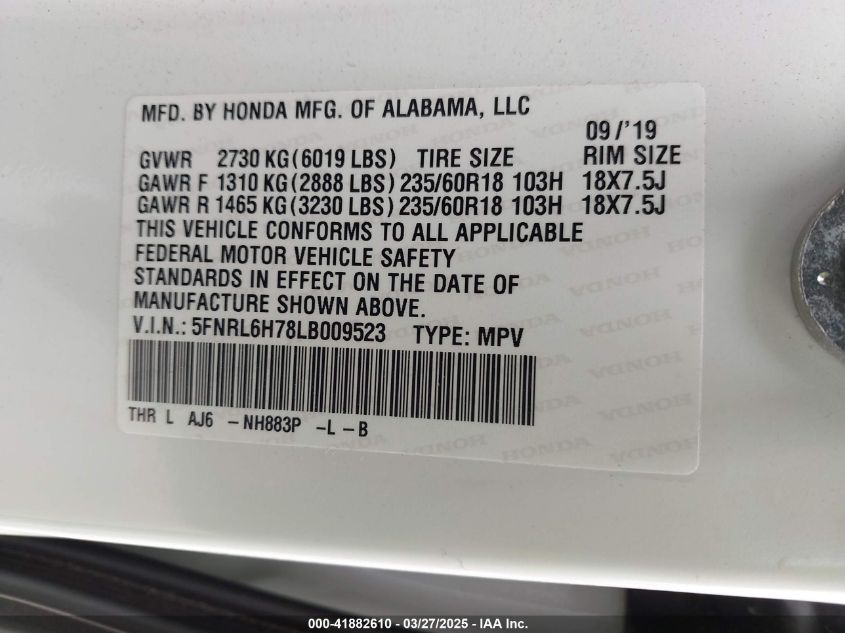 MFD. BY HONDA MFG. OF ALABAMA, LLC
09/'19
GVWR 2730 KG(6019 LBS) TIRE SIZE RIM SIZE
GAWR F 1310 KG(2888 LBS) 235/60R18 103H 18X7.5J
GAWR R 1465 KG(3230 LBS) 235/60R18 103H 18X7.5J
THIS VEHICLE CONFORMS TO ALL APPLICABLE
FEDERAL MOTOR VEHICLE SAFETY
STANDARDS IN EFFECT ON THE DATE OF
MANUFACTURE SHOWN ABOVE.
V.I.N.: 5FNRL6H78LB009523 TYPE: MPV
THR L AJ6 -NH883P -L -B
000-41882610 - 03/27/2025 - IAA Inc.